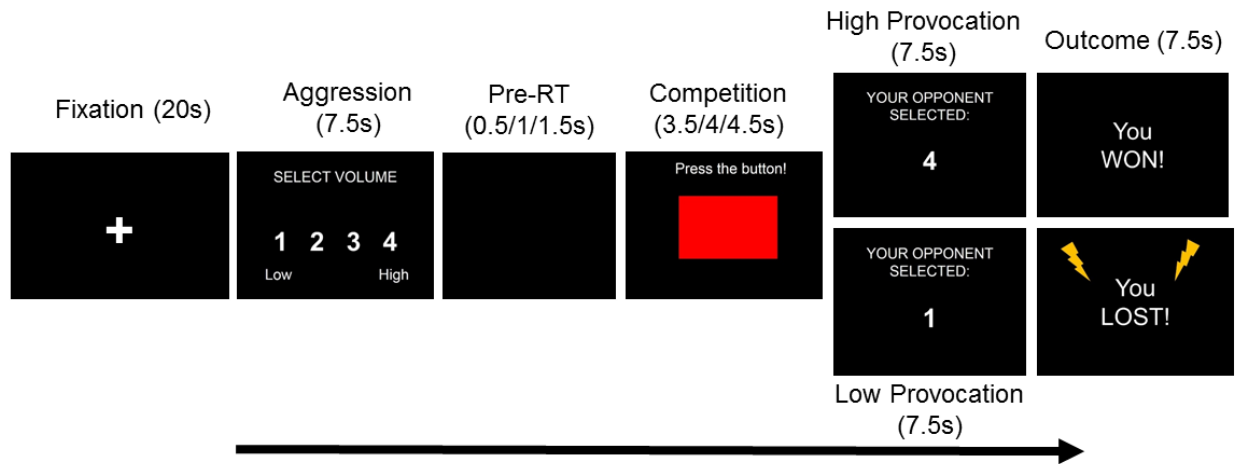 Fixation (20s)
+
Aggression
(7.5s)
SELECT VOLUME
1 2 3 4
Low High
Pre-RT
(0.5/1/1.5s)
Competition
(3.5/4/4.5s)
Press the button!
High Provocation
(7.5s)
YOUR OPPONENT
SELECTED:
4
YOUR OPPONENT
SELECTED:
1
Low Provocation
(7.5s)
Outcome (7.5s)
You
WON!
You
LOST!